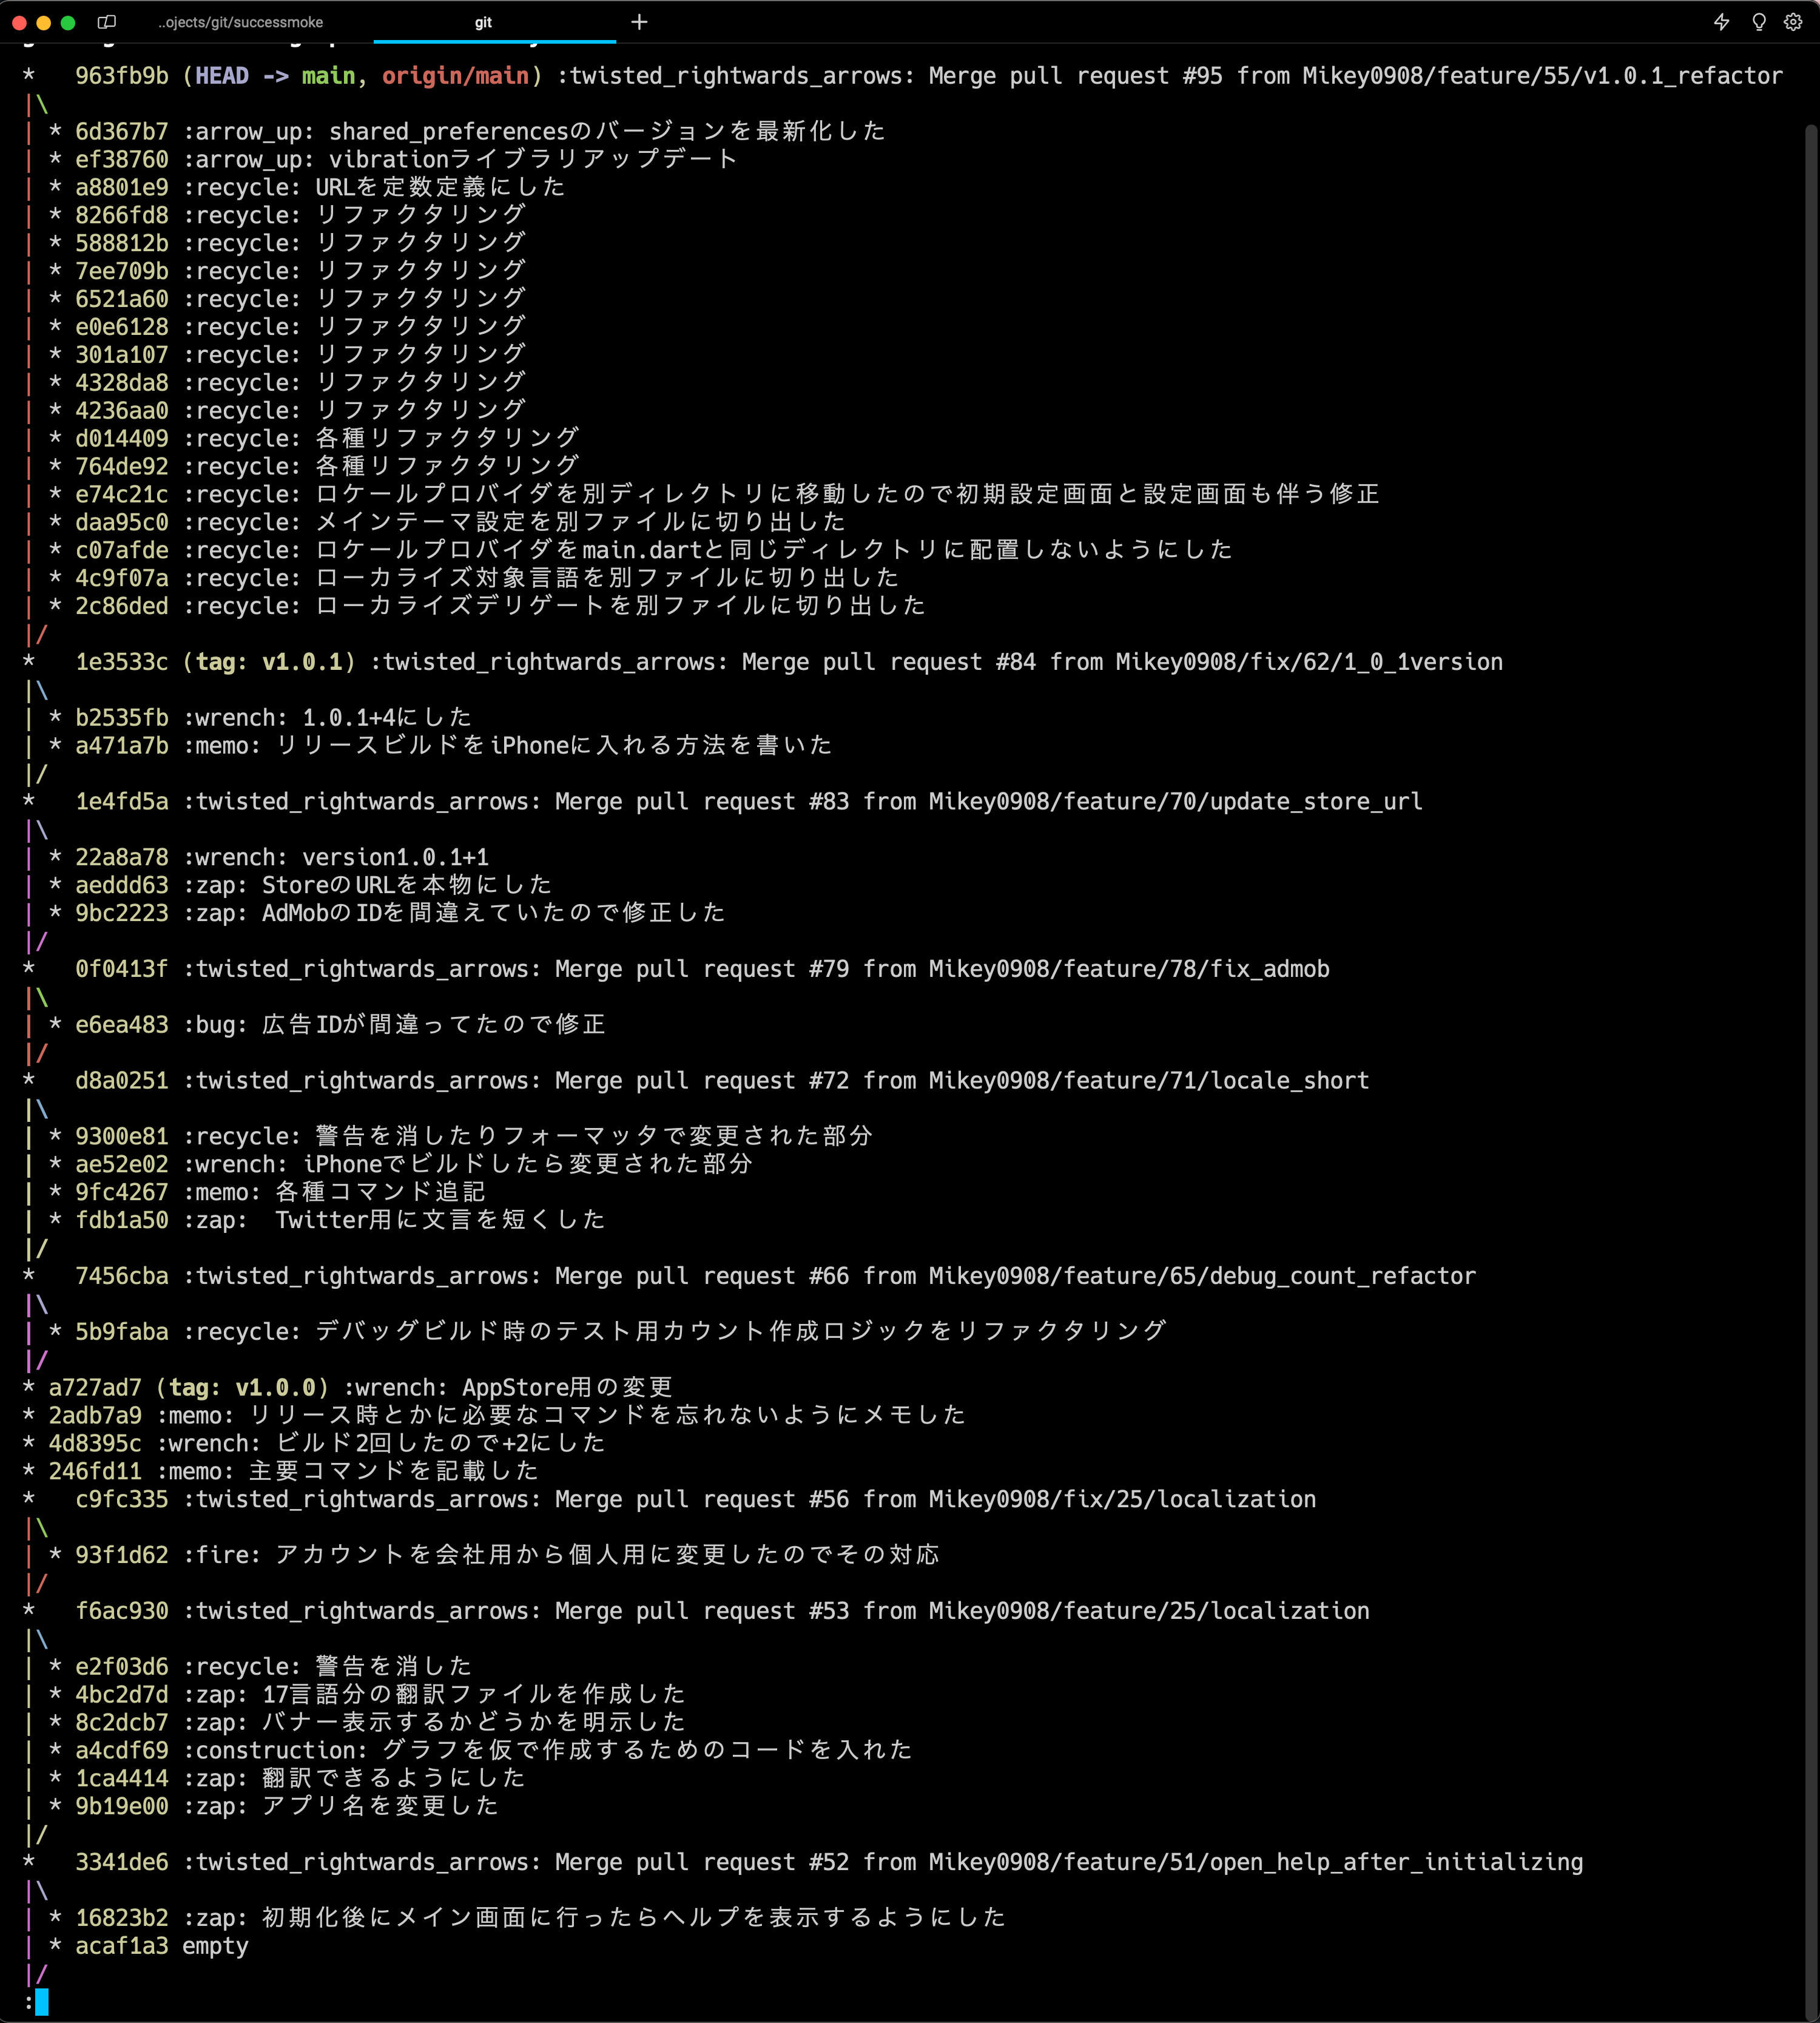 ..ojects/git/successmoke
git
* 963fb9b (HEAD -> main, origin/main) :twisted_rightwards_arrows: Merge pull request #95 from Mikey0908/feature/55/v1.0.1_refactor
|\
| * 6d367b7 :arrow_up: shared_preferencesのバージョンを最新化した
| * ef38760 :arrow_up: vibrationライブラリアップデート
| * a8801e9 :recycle: URLを定数定義にした
| * 8266fd8 :recycle: リファクタリング
| * 588812b :recycle: リファクタリング
| * 7ee709b :recycle: リファクタリング
| * 6521a60 :recycle: リファクタリング
| * e0e6128 :recycle: リファクタリング
| * 301a107 :recycle: リファクタリング
| * 4328da8 :recycle: リファクタリング
| * 4236aa0 :recycle: リファクタリング
| * d014409 :recycle: 各種リファクタリング
| * 764de92 :recycle: 各種リファクタリング
| * e74c21c :recycle: ロケールプロバイダを別ディレクトリに移動したので初期設定画面と設定画面も伴う修正
| * daa95c0 :recycle: メインテーマ設定を別ファイルに切り出した
| * c07afde :recycle: ロケールプロバイダをmain.dartと同じディレクトリに配置しないようにした
| * 4c9f07a :recycle: ローカライズ対象言語を別ファイルに切り出した
| * 2c86ded :recycle: ローカライズデリゲートを別ファイルに切り出した
|/
* 1e3533c (tag: v1.0.1) :twisted_rightwards_arrows: Merge pull request #84 from Mikey0908/fix/62/1_0_1version
|\
| * b2535fb :wrench: 1.0.1+4にした
| * a471a7b :memo: リリースビルドをiPhoneに入れる方法を書いた
|/
* 1e4fd5a :twisted_rightwards_arrows: Merge pull request #83 from Mikey0908/feature/70/update_store_url
|\
| * 22a8a78 :wrench: version1.0.1+1
| * aeddd63 :zap: StoreのURLを本物にした
| * 9bc2223 :zap: AdMobのIDを間違えていたので修正した
|/
* 0f0413f :twisted_rightwards_arrows: Merge pull request #79 from Mikey0908/feature/78/fix_admob
|\
| * e6ea483 :bug: 広告IDが間違ってたので修正
|/
* d8a0251 :twisted_rightwards_arrows: Merge pull request #72 from Mikey0908/feature/71/locale_short
|\
| * 9300e81 :recycle: 警告を消したりフォーマッタで変更された部分
| * ae52e02 :wrench: iPhoneでビルドしたら変更された部分
| * 9fc4267 :memo: 各種コマンド追記
| * fdb1a50 :zap:  Twitter用に文言を短くした
|/
* 7456cba :twisted_rightwards_arrows: Merge pull request #66 from Mikey0908/feature/65/debug_count_refactor
|\
| * 5b9faba :recycle: デバッグビルド時のテスト用カウント作成ロジックをリファクタリング
|/
* a727ad7 (tag: v1.0.0) :wrench: AppStore用の変更
* 2adb7a9 :memo: リリース時とかに必要なコマンドを忘れないようにメモした
* 4d8395c :wrench: ビルド2回したので+2にした
* 246fd11 :memo: 主要コマンドを記載した
* c9fc335 :twisted_rightwards_arrows: Merge pull request #56 from Mikey0908/fix/25/localization
|\
| * 93f1d62 :fire: アカウントを会社用から個人用に変更したのでその対応
|/
* f6ac930 :twisted_rightwards_arrows: Merge pull request #53 from Mikey0908/feature/25/localization
|\
| * e2f03d6 :recycle: 警告を消した
| * 4bc2d7d :zap: 17言語分の翻訳ファイルを作成した
| * 8c2dcb7 :zap: バナー表示するかどうかを明示した
| * a4cdf69 :construction: グラフを仮で作成するためのコードを入れた
| * 1ca4414 :zap: 翻訳できるようにした
| * 9b19e00 :zap: アプリ名を変更した
|/
* 3341de6 :twisted_rightwards_arrows: Merge pull request #52 from Mikey0908/feature/51/open_help_after_initializing
|\
| * 16823b2 :zap: 初期化後にメイン画面に行ったらヘルプを表示するようにした
| * acaf1a3 empty
|/
: